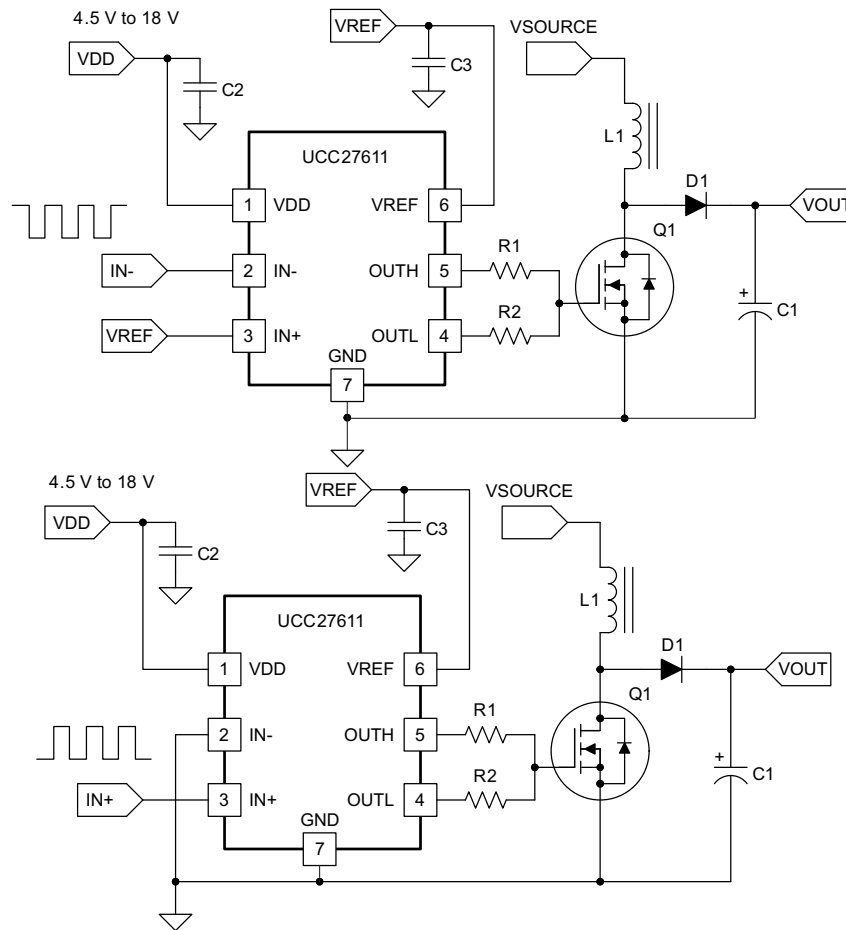 4.5 V to 18 V
VREF
VSOURCE
VDD
C2
C3
L1
UCC27611
D1
1 VDD
VREF 6
VOUT
Q1
R1
IN- 2 IN-
OUTH 5
+
R2
C1
VREF 3 IN+
OUTL 4
GND
7
4.5 V to 18 V
VREF
VSOURCE
VDD
C2
C3
L1
UCC27611
D1
1 VDD
VREF 6
VOUT
Q1
R1
2 IN-
OUTH 5
+
R2
C1
IN+ 3 IN+
OUTL 4
GND
7